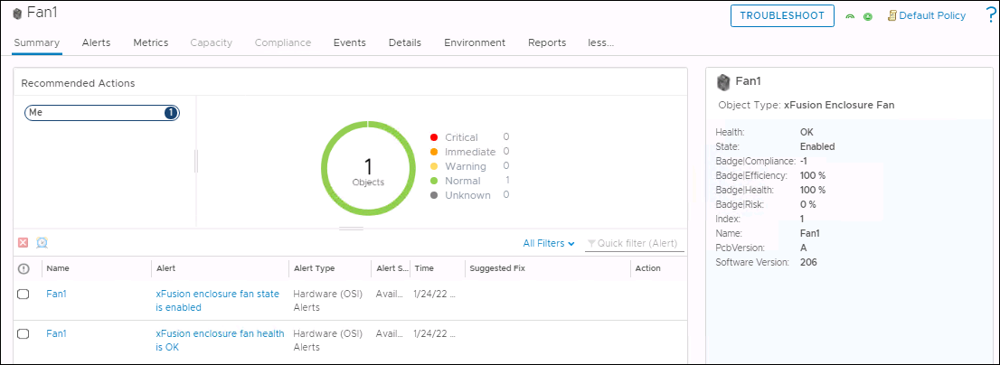 Fan1
TROUBLESHOOT
Default Policy
?
Summary Alerts Metrics Capacity Compliance Events Details Environment Reports less...
Recommended Actions
Me 1
1
Objects
Critical 0
Immediate 0
Warning 0
Normal 1
Unknown 0
All Filters Quick filter (Alert)
Name Alert Alert Type Alert S... Time Suggested Fix Action
Fan1 xFusion enclosure fan state Hardware (OSI) Avail... 1/24/22 ...
is enabled Alerts
Fan1 xFusion enclosure fan health Hardware (OSI) Avail... 1/24/22 ...
is OK Alerts
Fan1
Object Type: xFusion Enclosure Fan
Health: OK
State: Enabled
Badge|Compliance: -1
Badge|Efficiency: 100 %
Badge|Health: 100 %
Badge|Risk: 0 %
Index: 1
Name: Fan1
PcbVersion: A
Software Version: 206